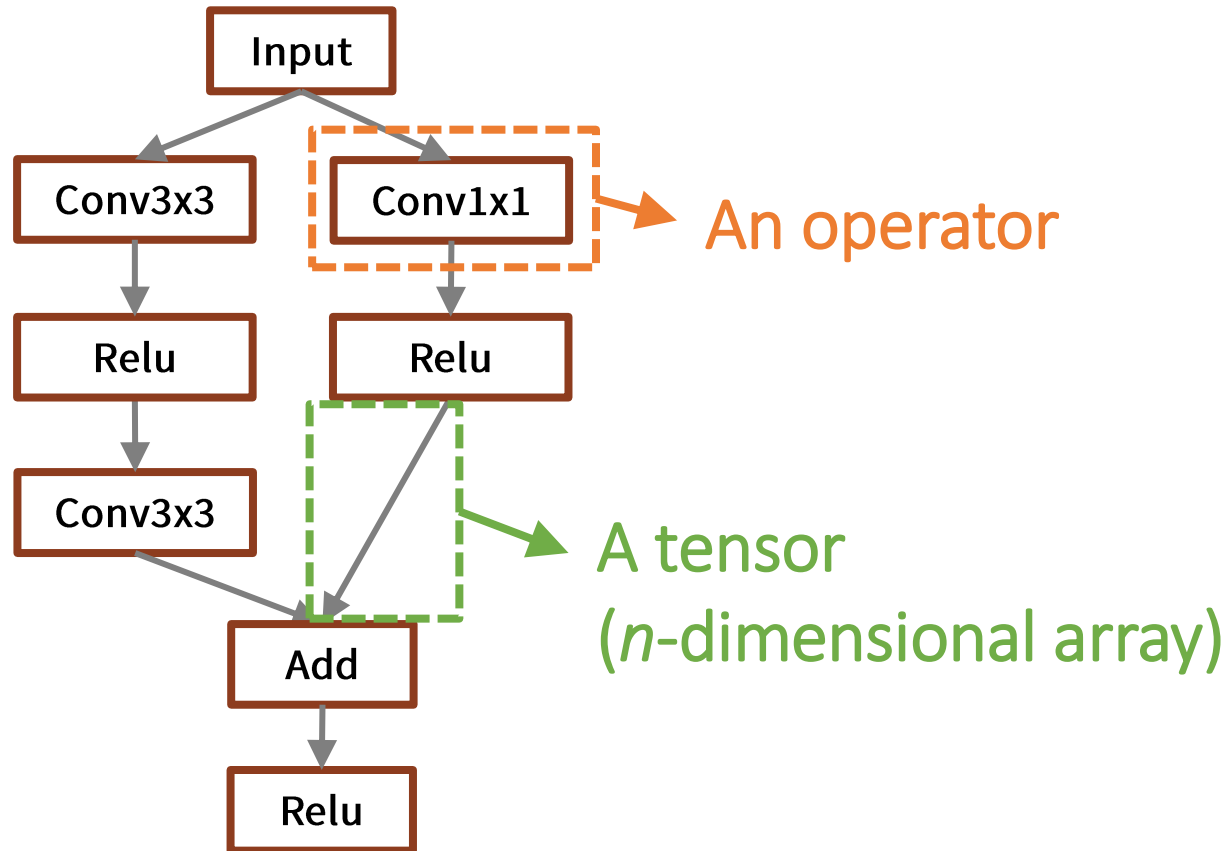 Input
Conv3x3
Conv1x1
An operator
Relu
Relu
Conv3x3
A tensor
(n-dimensional array)
Add
Relu